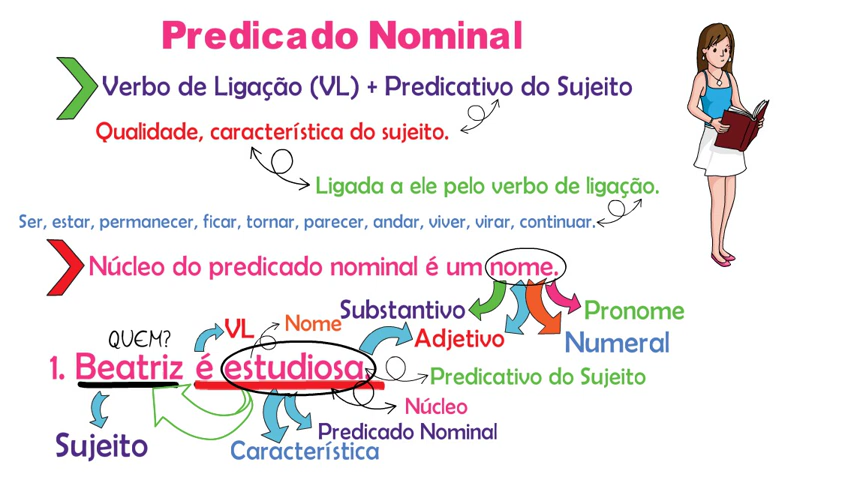 Predicado Nominal
Verbo de Ligação (VL) + Predicativo do Sujeito
Qualidade, característica do sujeito.
Ligada a ele pelo verbo de ligação.
Ser, estar, permanecer, ficar, tornar, parecer, andar, viver, virar, continuar.
Núcleo do predicado nominal é um nome.
Substantivo
Pronome
QUEM?
VL
Nome
Adjetivo
Numeral
1. Beatriz é estudiosa.
Predicativo do Sujeito
Núcleo
Predicado Nominal
Sujeito
Característica